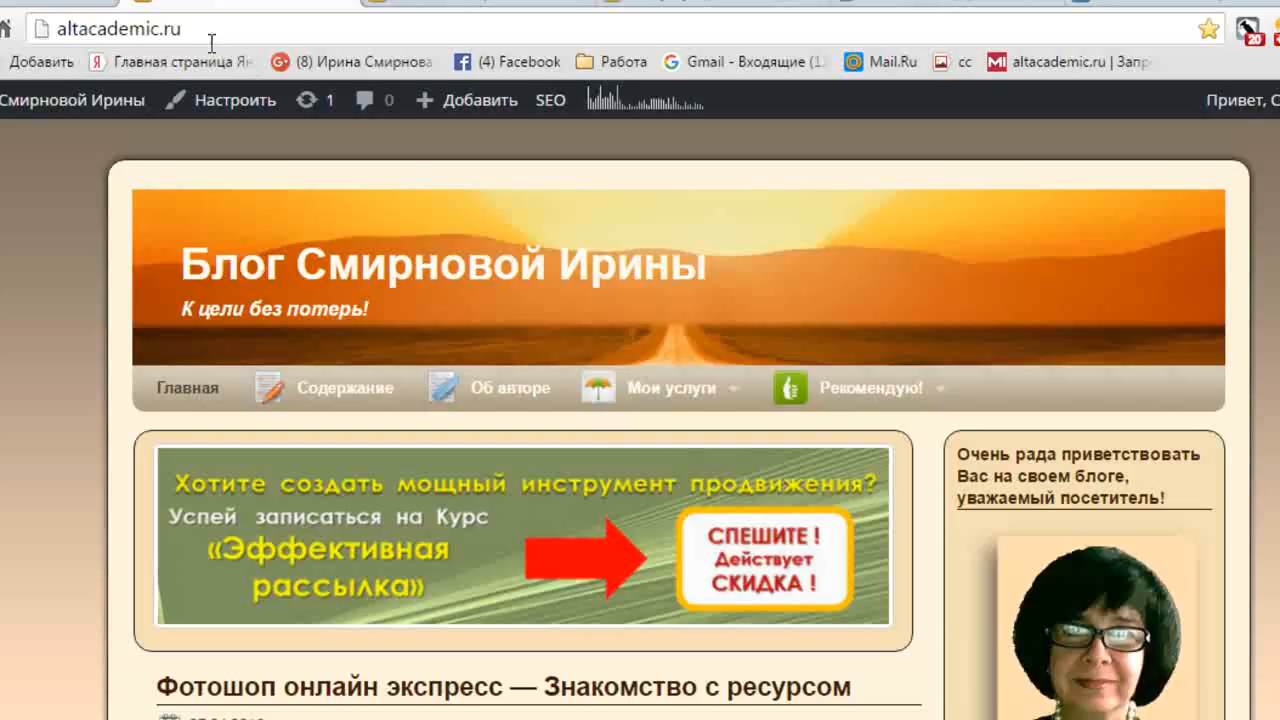 altacademic.ru
20
Добавить
Главная страница Ян
(8) Ирина Смирнова
(4) Facebook
Работа
Gmail - Входящие (1
Mail.Ru
сс
altacademic.ru | Запр
Смирновой Ирины
Настроить
1
0
Добавить
SEO
Привет, С
Блог Смирновой Ирины
К цели без потерь!
Главная
Содержание
Об авторе
Мои услуги
Рекомендую!
Хотите создать мощный инструмент продвижения?
Успей записаться на Курс
«Эффективная
рассылка»
СПЕШИТЕ !
Действует
СКИДКА !
Очень рада приветствовать
Вас на своем блоге,
уважаемый посетитель!
Фотошоп онлайн экспресс — Знакомство с ресурсом